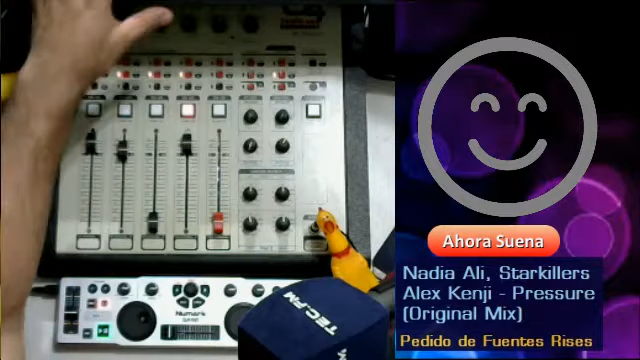 Numark
TEC.FM
Ahora Suena
Nadia Ali, Starkillers
Alex Kenji - Pressure
(Original Mix)
Pedido de Fuentes Rises